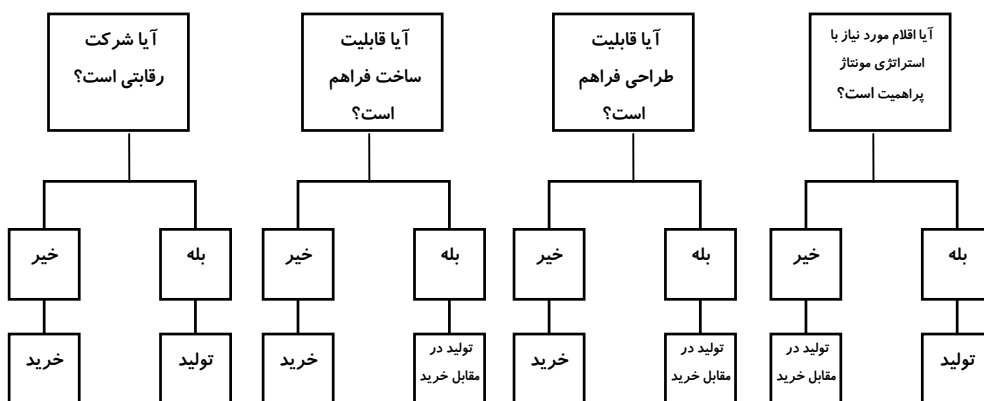 آیا اقلام مورد نیاز با
استراتژی مونتاژ
پراهمیت است؟
آیا قابلیت
طراحی فراهم
است؟
آیا قابلیت
ساخت فراهم
است؟
آیا شرکت
رقابتی است؟
بله
خیر
بله
خیر
بله
خیر
بله
خیر
تولید
تولید در
مقابل خرید
تولید در
مقابل خرید
خرید
تولید در
مقابل خرید
خرید
تولید
خرید